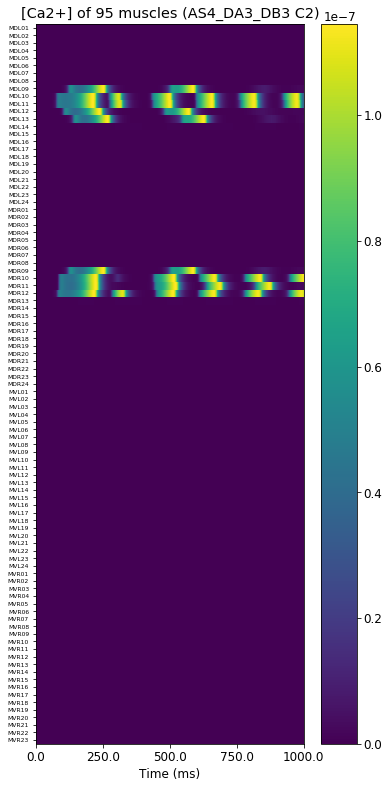 [Ca2+] of 95 muscles (AS4_DA3_DB3 C2)
1e−7
MDL01
MDL02
MDL03
MDL04
MDL05
MDL06
MDL07
MDL08
MDL09
MDL10
MDL11
MDL12
MDL13
MDL14
MDL15
MDL16
MDL17
MDL18
MDL19
MDL20
MDL21
MDL22
MDL23
MDL24
MDR01
MDR02
MDR03
MDR04
MDR05
MDR06
MDR07
MDR08
MDR09
MDR10
MDR11
MDR12
MDR13
MDR14
MDR15
MDR16
MDR17
MDR18
MDR19
MDR20
MDR21
MDR22
MDR23
MDR24
MVL01
MVL02
MVL03
MVL04
MVL05
MVL06
MVL07
MVL08
MVL09
MVL10
MVL11
MVL12
MVL13
MVL14
MVL15
MVL16
MVL17
MVL18
MVL19
MVL20
MVL21
MVL22
MVL23
MVL24
MVR01
MVR02
MVR03
MVR04
MVR05
MVR06
MVR07
MVR08
MVR09
MVR10
MVR11
MVR12
MVR13
MVR14
MVR15
MVR16
MVR17
MVR18
MVR19
MVR20
MVR21
MVR22
MVR23
0.0 250.0 500.0 750.0 1000.0
Time (ms)
1.0
0.8
0.6
0.4
0.2
0.0